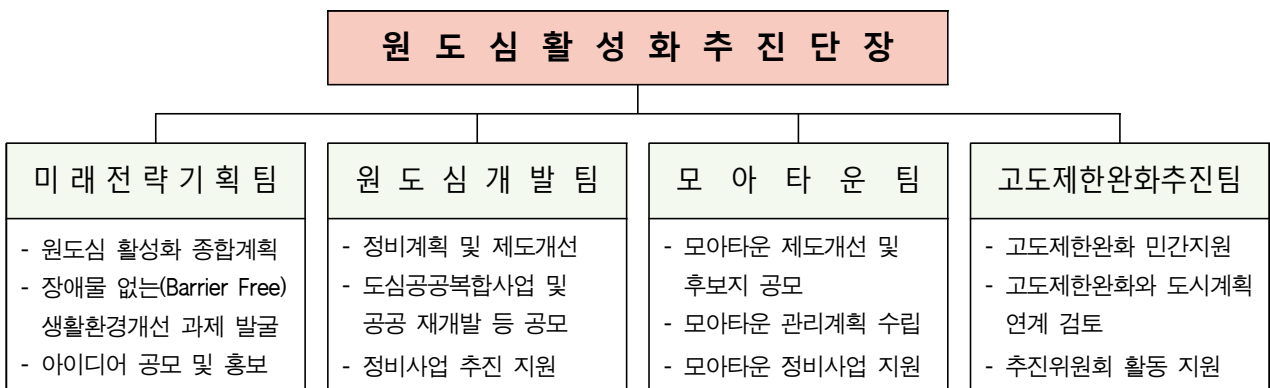 원 도 심 활 성 화 추 진 단 장
미 래 전 략 기 획 팀
- 원도심 활성화 종합계획
- 장애물 없는(Barrier Free)
생활환경개선 과제 발굴
- 아이디어 공모 및 홍보
원 도 심 개 발 팀
- 정비계획 및 제도개선
- 도심공공복합사업 및
공공 재개발 등 공모
- 정비사업 추진 지원
모 아 타 운 팀
- 모아타운 제도개선 및
후보지 공모
- 모아타운 관리계획 수립
- 모아타운 정비사업 지원
고도제한완화추진팀
- 고도제한완화 민간지원
- 고도제한완화와 도시계획
연계 검토
- 추진위원회 활동 지원